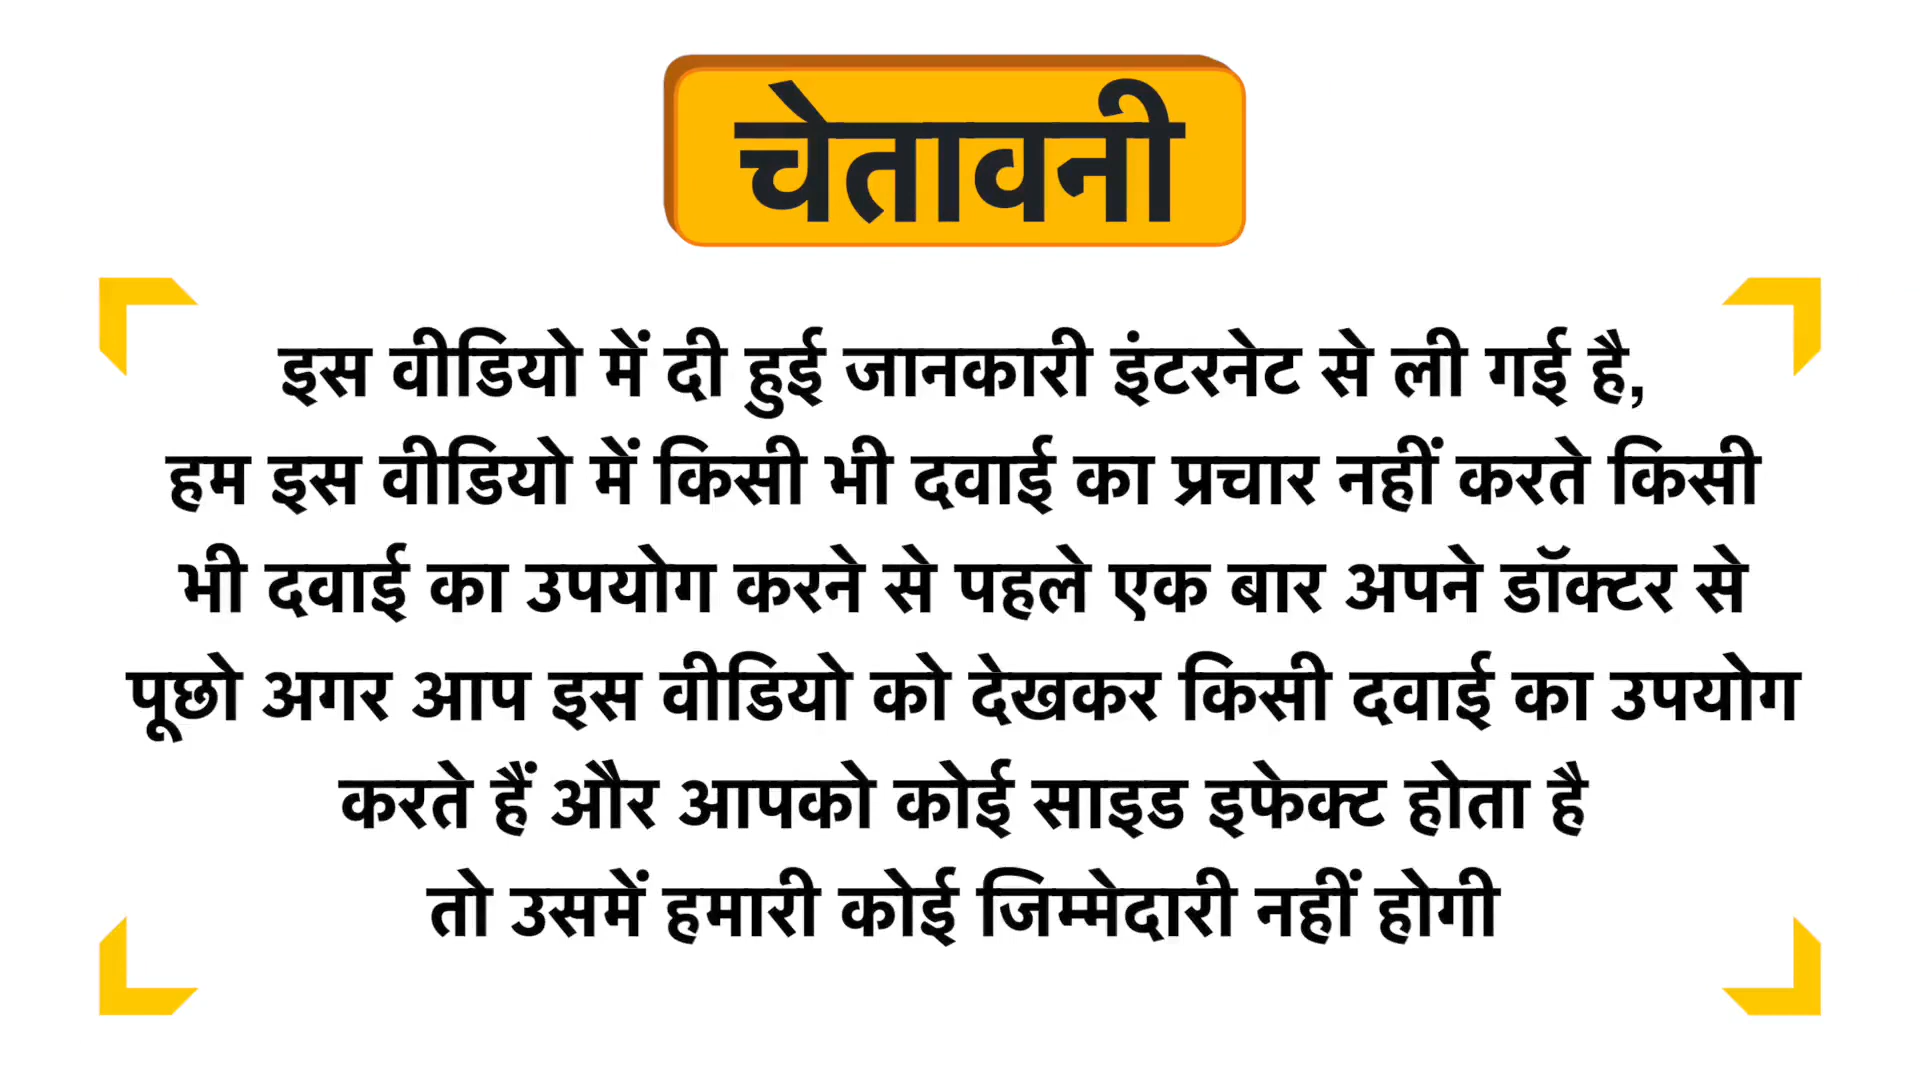 चेतावनी
इस वीडियो में दी हुई जानकारी इंटरनेट से ली गई है,
हम इस वीडियो में किसी भी दवाई का प्रचार नहीं करते किसी
भी दवाई का उपयोग करने से पहले एक बार अपने डॉक्टर से
पूछो अगर आप इस वीडियो को देखकर किसी दवाई का उपयोग
करते हैं और आपको कोई साइड इफेक्ट होता है
तो उसमें हमारी कोई जिम्मेदारी नहीं होगी